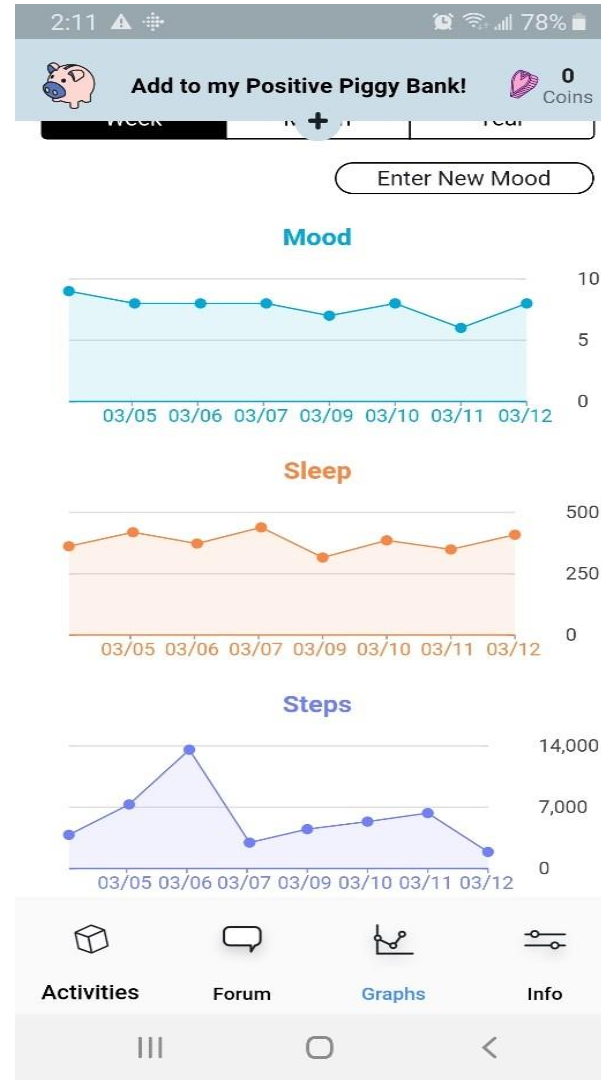 2:11 78%
Add to my Positive Piggy Bank!
0
Coins
Enter New Mood
Mood
10
5
0
03/05 03/06 03/07 03/09 03/10 03/11 03/12
Sleep
500
250
0
03/05 03/06 03/07 03/09 03/10 03/11 03/12
Steps
14,000
7,000
0
03/05 03/06 03/07 03/09 03/10 03/11 03/12
Activities Forum Graphs Info